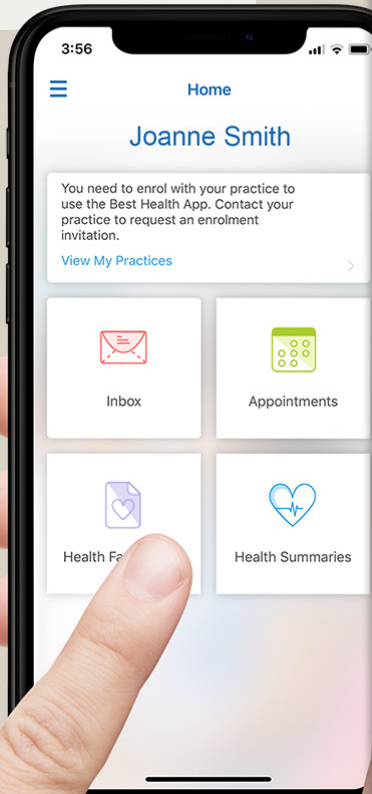 3:56
Home
Joanne Smith
You need to enrol with your practice to
use the Best Health App. Contact your
practice to request an enrolment
invitation.
View My Practices
Inbox
Appointments
Health
Health Summaries